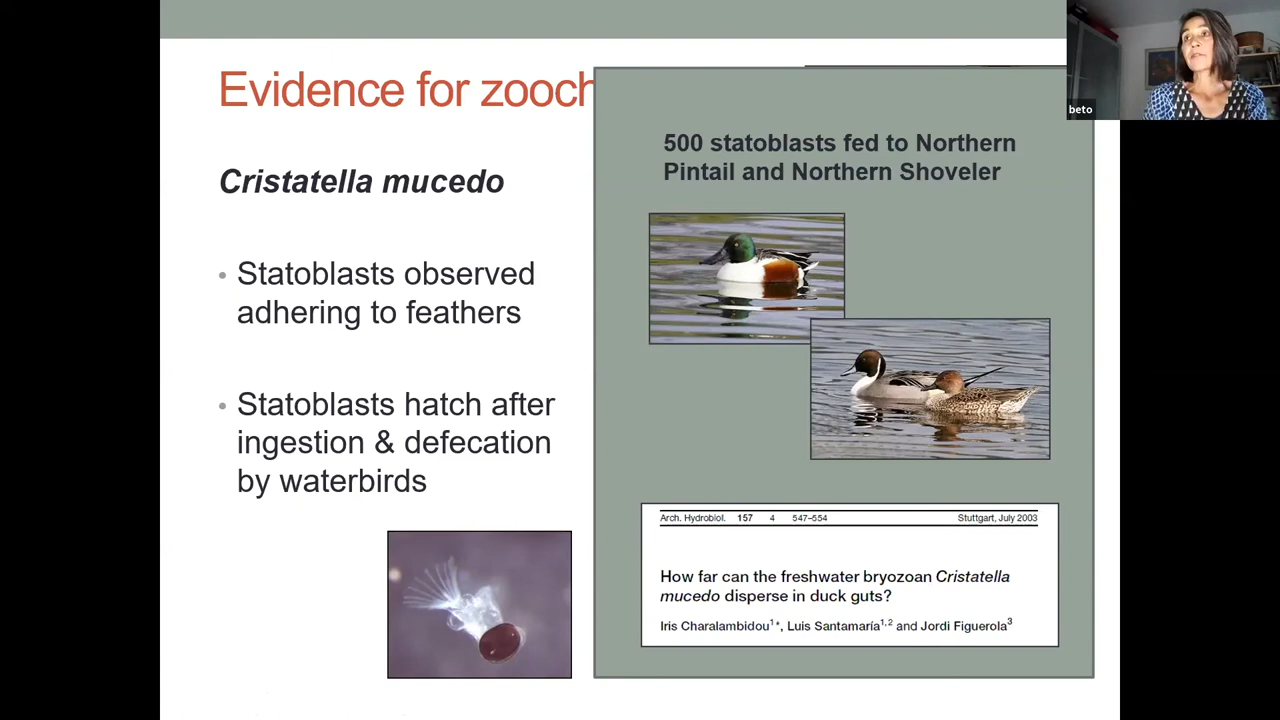 Evidence for zooch
Cristatella mucedo
• Statoblasts observed
adhering to feathers
• Statoblasts hatch after
ingestion & defecation
by waterbirds
500 statoblasts fed to Northern
Pintail and Northern Shoveler
Arch. Hydrobiol. 157 4 547–554 Stuttgart, July 2003
How far can the freshwater bryozoan Cristatella
mucedo disperse in duck guts?
Iris Charalambidou1*, Luis Santamaría1,2 and Jordi Figuerola3
beto